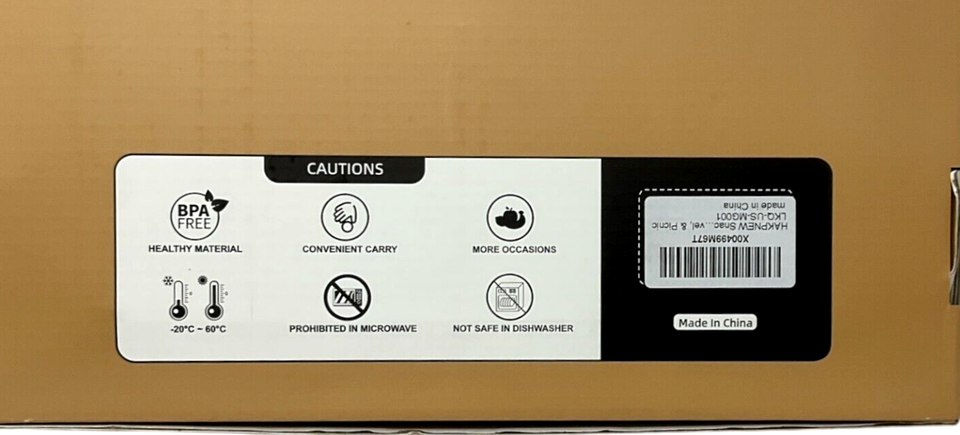 CAUTIONS
BPA
FREE
HEALTHY MATERIAL
CONVENIENT CARRY
MORE OCCASIONS
-20°C ~ 60°C
PROHIBITED IN MICROWAVE
NOT SAFE IN DISHWASHER
X00499M67T
HAKPNEW Snac...vel, & Picnic
LKQ-US-MG001
made in China
Made In China